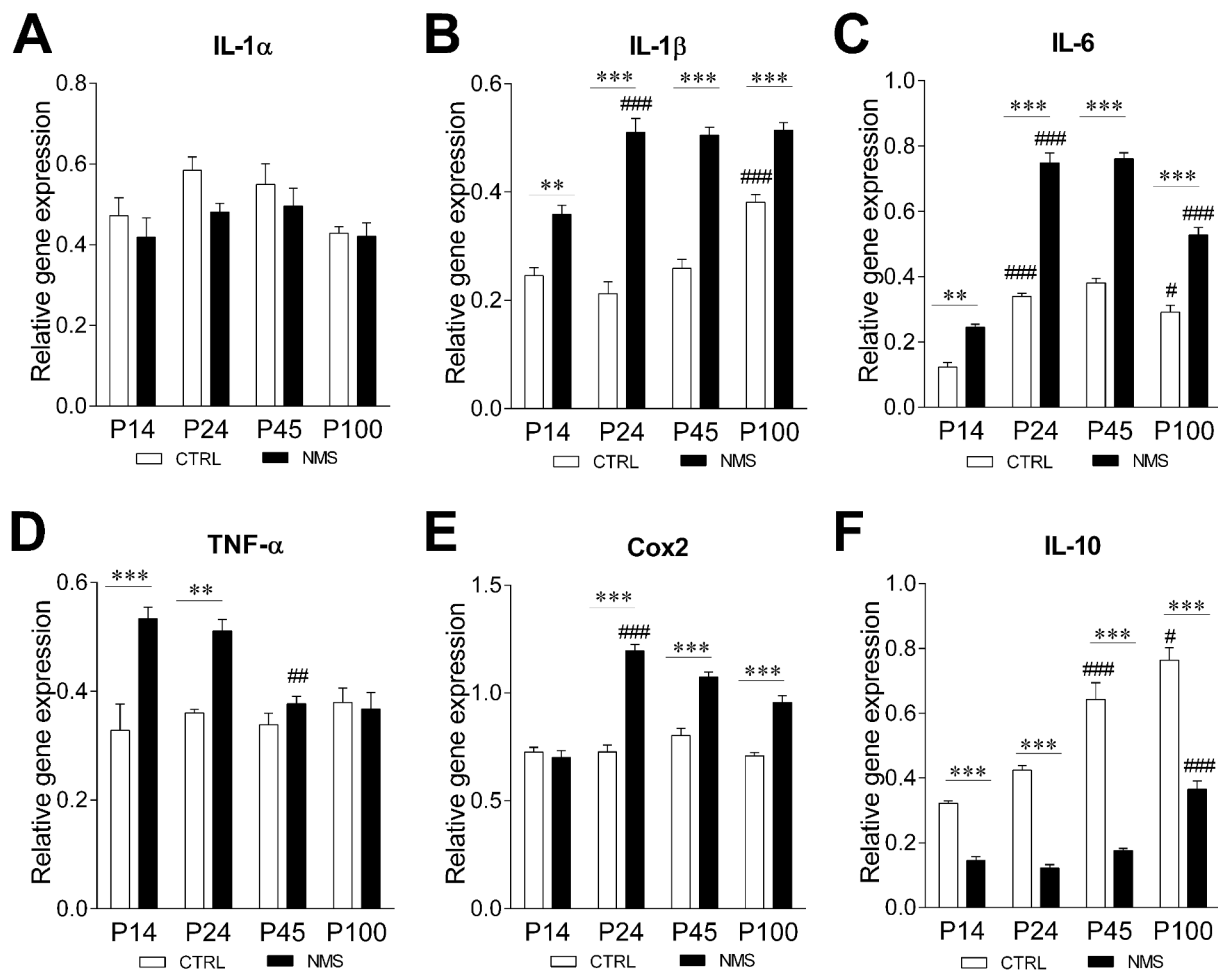 A
IL-1α
Relative gene expression
0.8
0.6
0.4
0.2
0.0
P14 P24 P45 P100
CTRL NMS
B
IL-1β
Relative gene expression
0.6
0.4
0.2
0.0
**
*** ###
***
*** ###
P14 P24 P45 P100
CTRL NMS
C
IL-6
Relative gene expression
1.0
0.8
0.6
0.4
0.2
0.0
**
*** ### ###
***
*** # ###
P14 P24 P45 P100
CTRL NMS
D
TNF-α
Relative gene expression
0.6
0.4
0.2
0.0
***
**
##
P14 P24 P45 P100
CTRL NMS
E
Cox2
Relative gene expression
1.5
1.0
0.5
0.0
*** ###
***
***
P14 P24 P45 P100
CTRL NMS
F
IL-10
Relative gene expression
1.0
0.8
0.6
0.4
0.2
0.0
***
***
*** ###
*** # ###
P14 P24 P45 P100
CTRL NMS